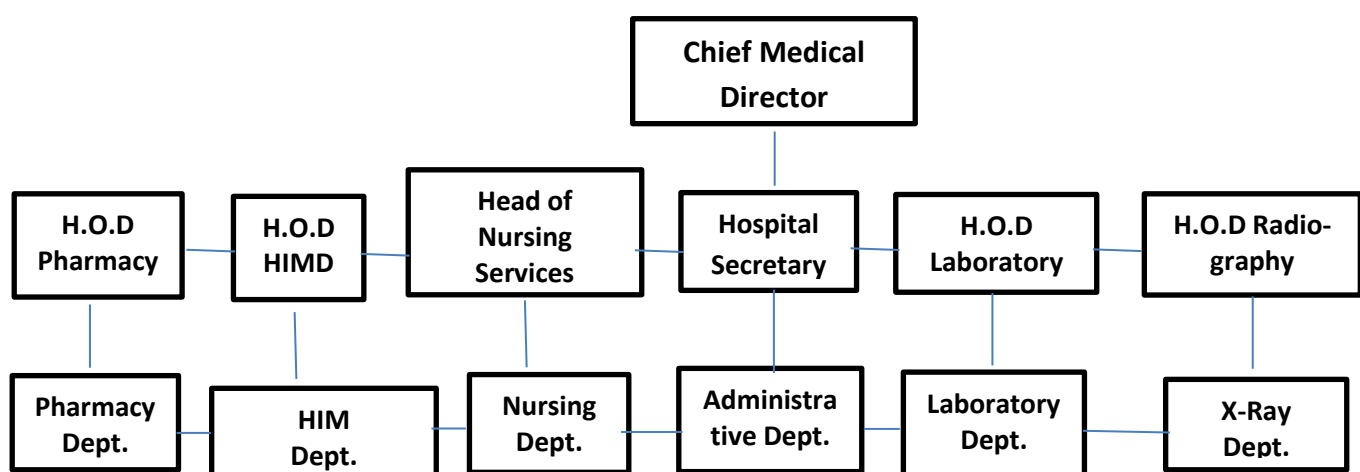 Chief Medical
Director
H.O.D
Pharmacy
H.O.D
HIMD
Head of
Nursing
Services
Hospital
Secretary
H.O.D
Laboratory
H.O.D Radio-
graphy
Pharmacy
Dept.
HIM
Dept.
Nursing
Dept.
Administra
tive Dept.
Laboratory
Dept.
X-Ray
Dept.